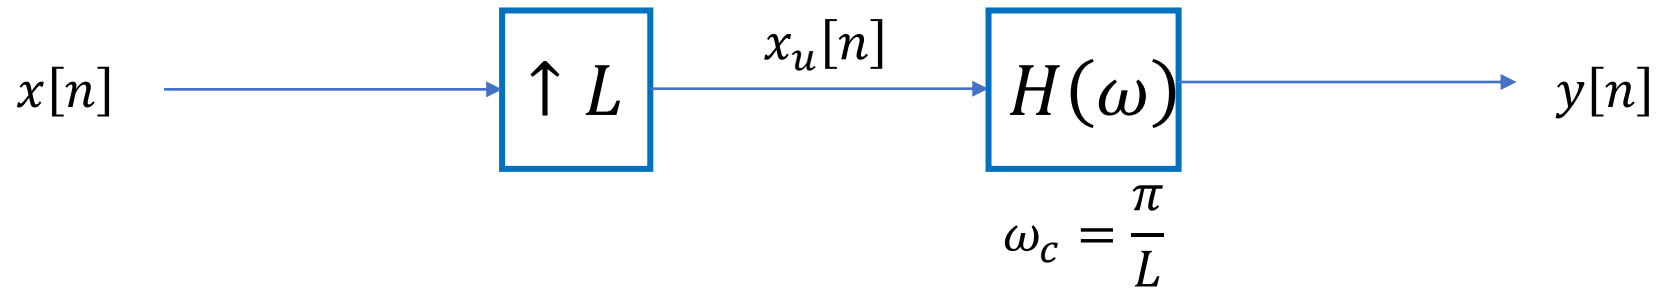 x[n] ↑ L x_u[n] H(ω) y[n]
ω_c = π/L